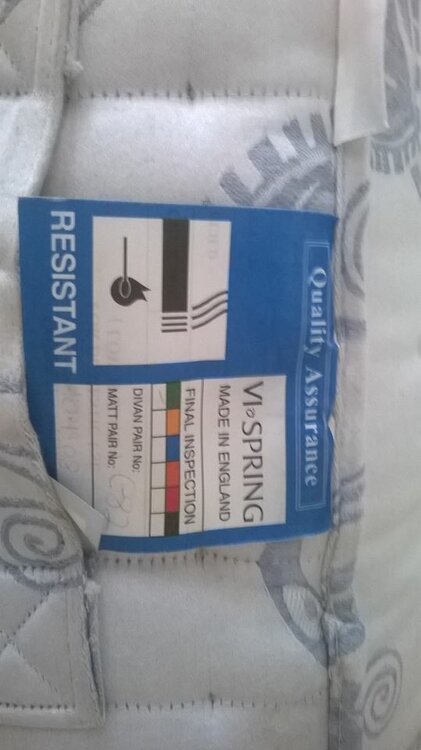 Quality Assurance
VI-SPRING
MADE IN ENGLAND
FINAL INSPECTION
DIVAN PAIR No:
MATT PAIR No:
RESISTANT